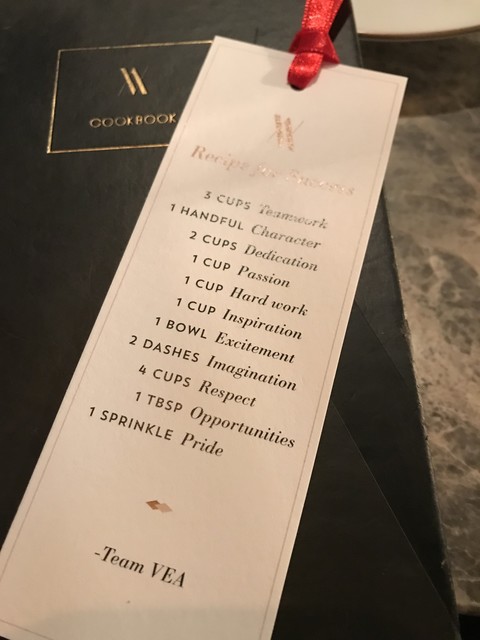 COOKBOOK
Recipe for Success
3 CUPS Teamwork
1 HANDFUL Character
2 CUPS Dedication
1 CUP Passion
1 CUP Hard work
1 CUP Inspiration
1 BOWL Excitement
2 DASHES Imagination
4 CUPS Respect
1 TBSP Opportunities
1 SPRINKLE Pride
-Team VEA